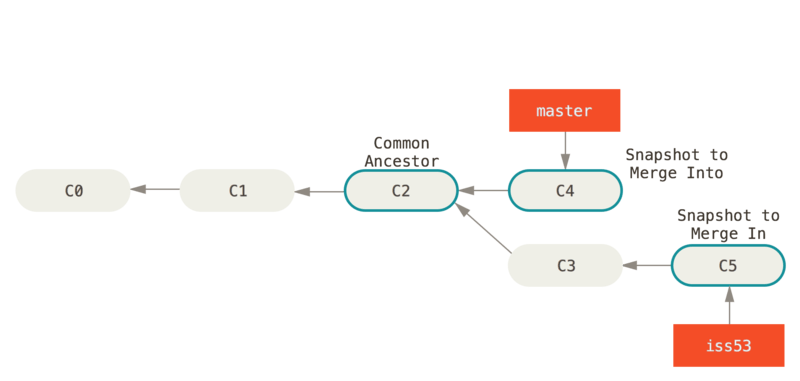 master
Common
Ancestor
Snapshot to
Merge Into
C0
C1
C2
C4
Snapshot to
Merge In
C3
C5
iss53